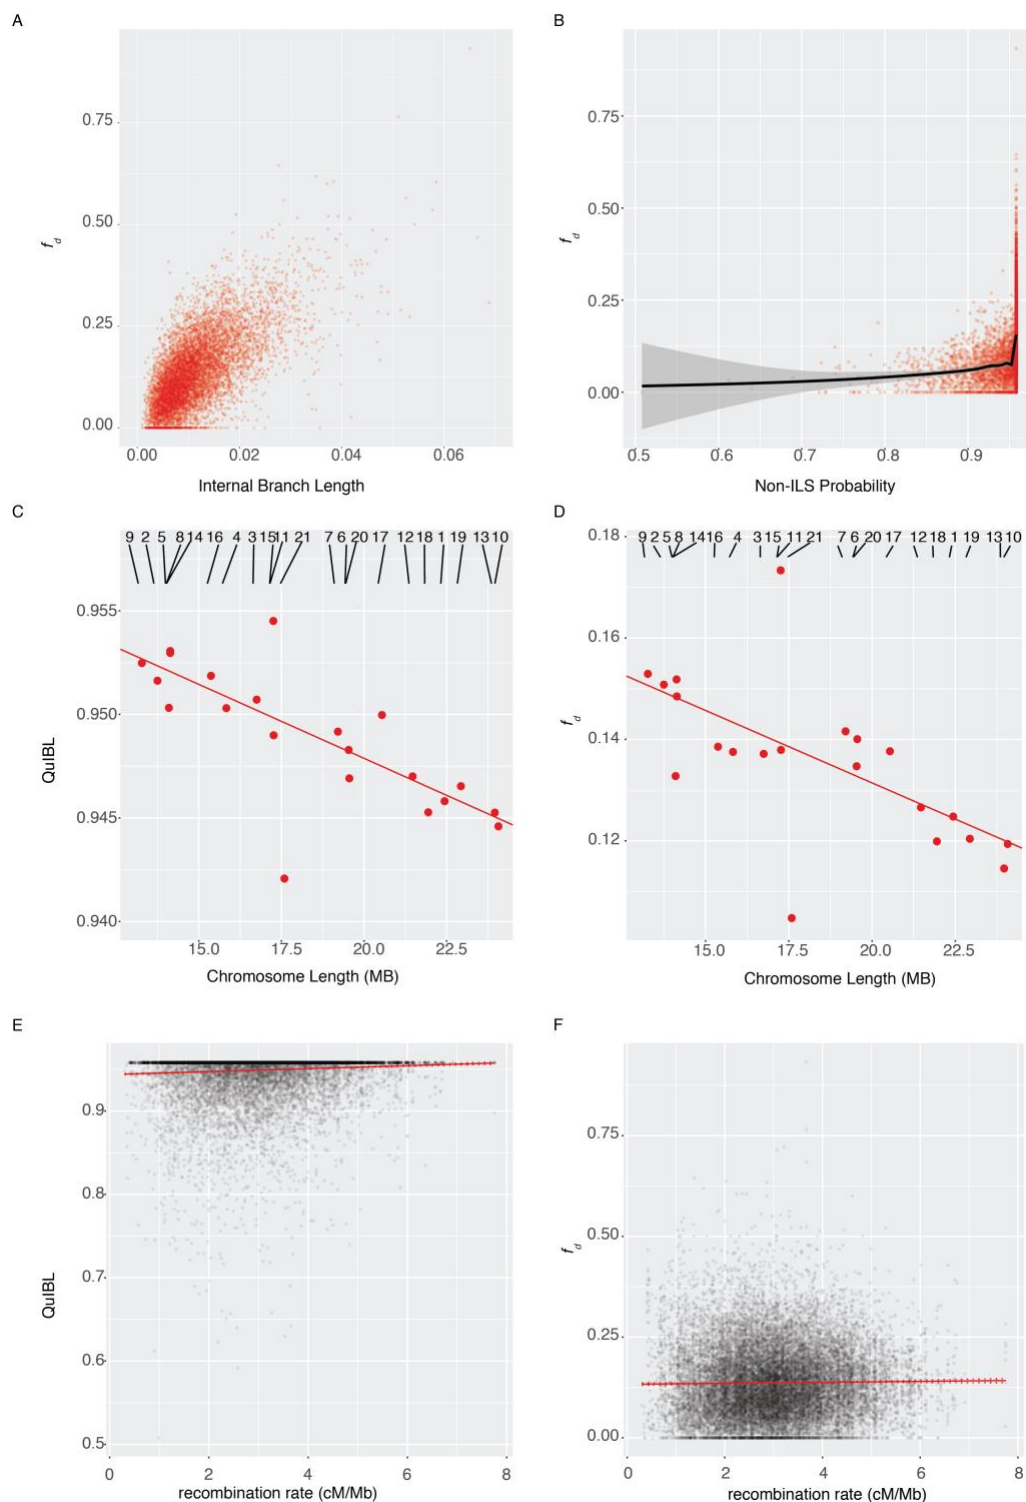 A
f_d
0.75
0.50
0.25
0.00
0.00 0.02 0.04 0.06
Internal Branch Length
B
f_d
0.75
0.50
0.25
0.00
0.5 0.6 0.7 0.8 0.9
Non-ILS Probability
C
9 2 5 8 14 16 4 3 15 11 21 7 6 20 17 12 18 1 19 13 10
QuIBL
0.955
0.950
0.945
0.940
15.0 17.5 20.0 22.5
Chromosome Length (MB)
D
9 2 5 8 14 16 4 3 15 11 21 7 6 20 17 12 18 1 19 13 10
f_d
0.18
0.16
0.14
0.12
15.0 17.5 20.0 22.5
Chromosome Length (MB)
E
QuIBL
0.9
0.8
0.7
0.6
0.5
0 2 4 6 8
recombination rate (cM/Mb)
F
f_d
0.75
0.50
0.25
0.00
0 2 4 6 8
recombination rate (cM/Mb)